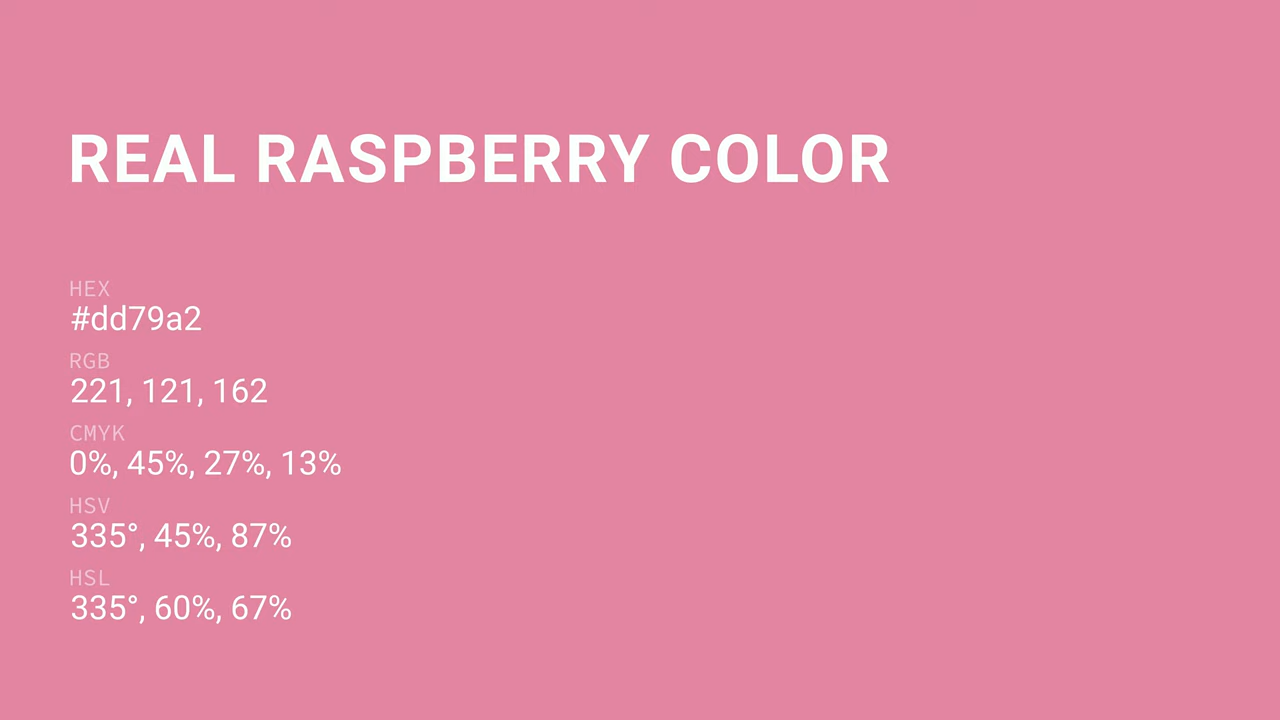 REAL RASPBERRY COLOR
HEX
#dd79a2
RGB
221, 121, 162
CMYK
0%, 45%, 27%, 13%
HSV
335°, 45%, 87%
HSL
335°, 60%, 67%